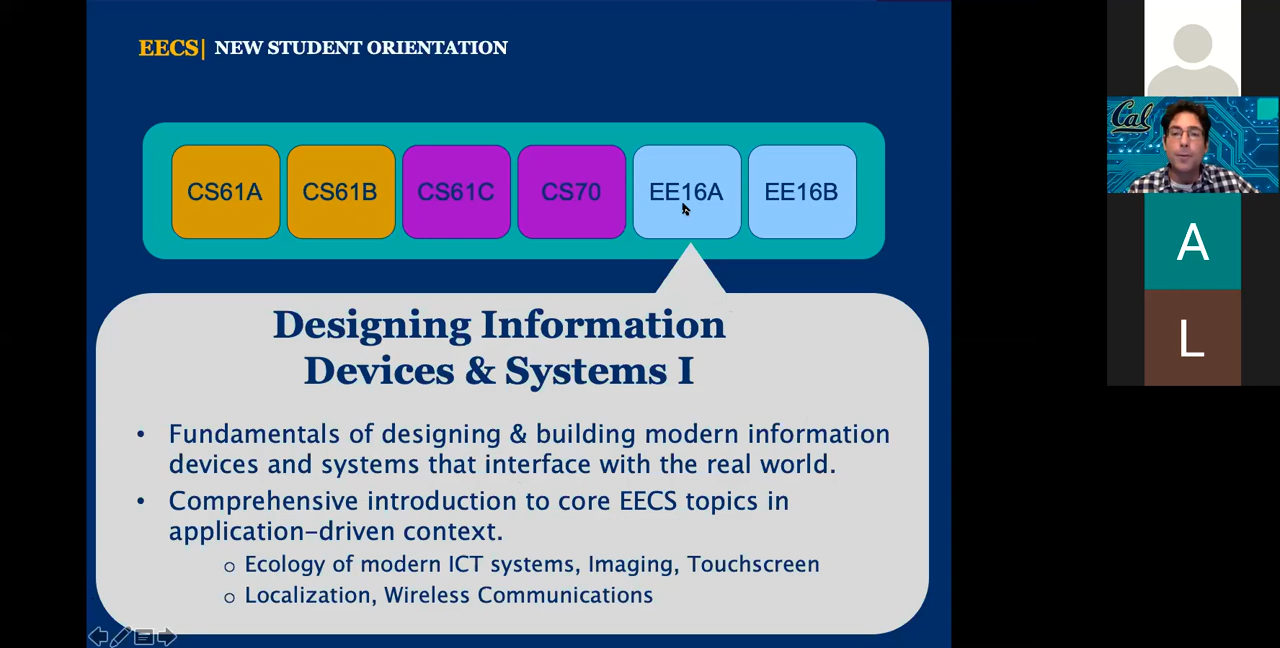 EECS| NEW STUDENT ORIENTATION
Cal
CS61A CS61B CS61C CS70 EE16A EE16B
A
L
Designing Information
Devices & Systems I
• Fundamentals of designing & building modern information
devices and systems that interface with the real world.
• Comprehensive introduction to core EECS topics in
application-driven context.
o Ecology of modern ICT systems, Imaging, Touchscreen
o Localization, Wireless Communications